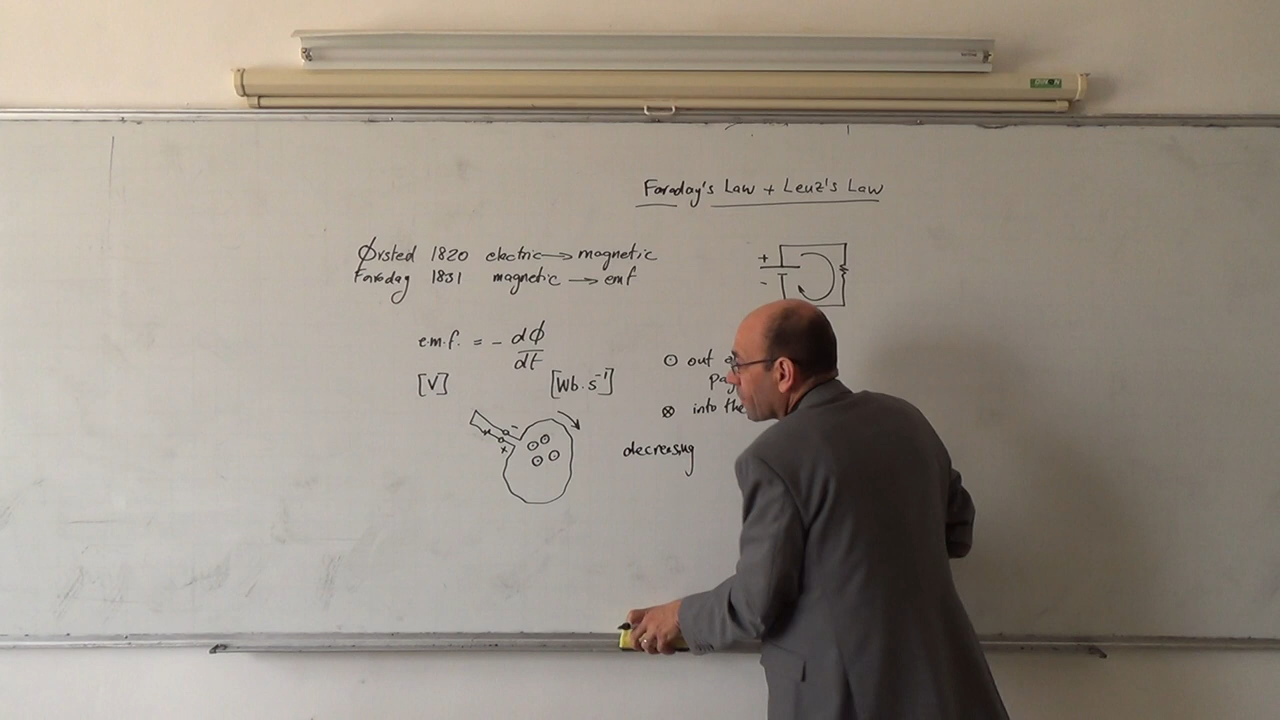 Faraday's Law + Lenz's Law
Ørsted 1820 electric → magnetic
Faraday 1831 magnetic → emf
+
-
e.m.f. = - dϕ/dt
[V] [Wb·s⁻¹]
⊙ out
⊗ into the
-
+
decreasing